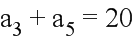 a₃ + a₅ = 20